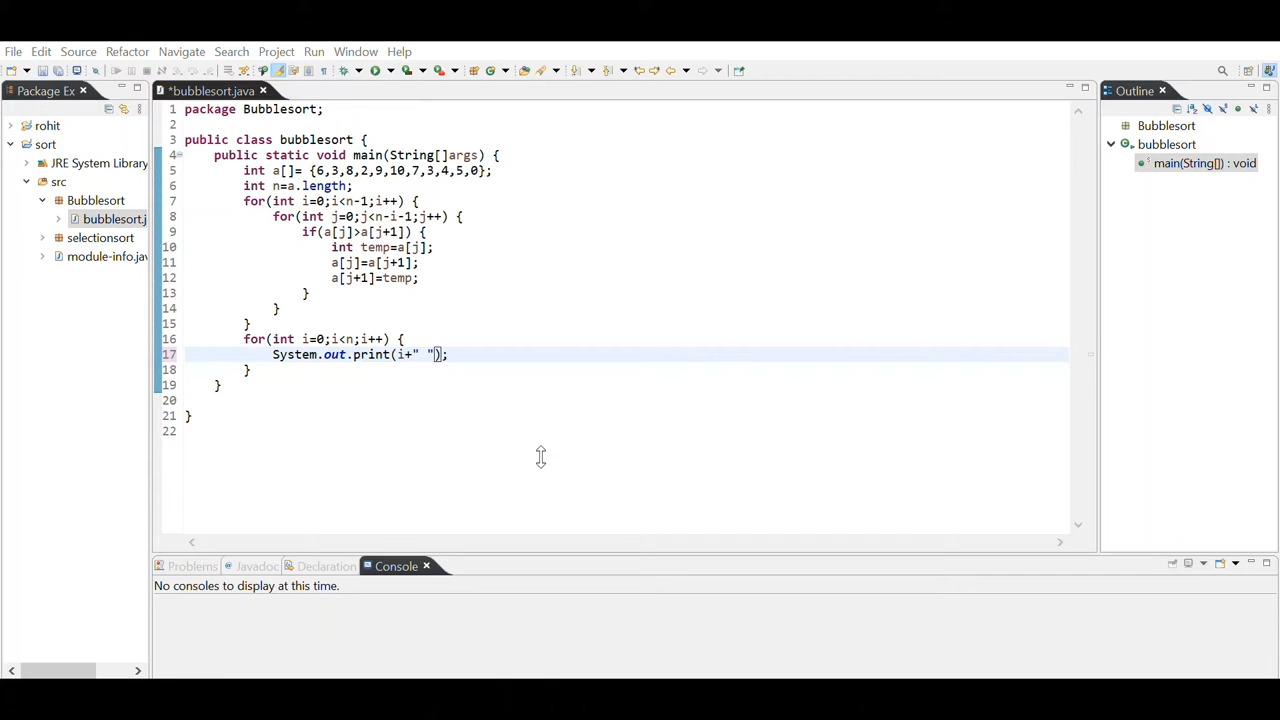 File Edit Source Refactor Navigate Search Project Run Window Help
Package Ex
*bubblesort.java
Outline
rohit
sort
JRE System Library
src
Bubblesort
bubblesort.j
selectionsort
module-info.jav
1 package Bubblesort;
2
3 public class bubblesort {
4 public static void main(String[]args) {
5 int a[]= {6,3,8,2,9,10,7,3,4,5,0};
6 int n=a.length;
7 for(int i=0;i<n-1;i++) {
8 for(int j=0;j<n-i-1;j++) {
9 if(a[j]>a[j+1]) {
10 int temp=a[j];
11 a[j]=a[j+1];
12 a[j+1]=temp;
13 }
14 }
15 }
16 for(int i=0;i<n;i++) {
17 System.out.print(i+" ");
18 }
19 }
20
21 }
22
Bubblesort
bubblesort
main(String[]) : void
Problems Javadoc Declaration Console
No consoles to display at this time.